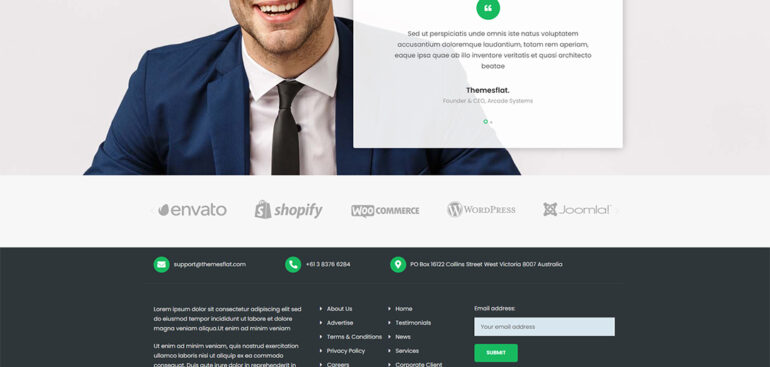 Sed ut perspiciatis unde omnis iste natus voluptatem
accusantium doloremque laudantium, totam rem aperiam,
eaque ipsa quae ab illo inventore veritatis et quasi architecto
beatae
Themesflat.
Founder & CEO, Arcade Systems
envato
shopify
WOO COMMERCE
WORDPRESS
Joomla!
support@themesflat.com
+61 3 8376 6284
PO Box 16122 Collins Street West Victoria 8007 Australia
Lorem ipsum dolor sit consectetur adipiscing elit sed
do eiusmod tempor incididunt ut labore et dolore
magna veniam aliqua.Ut enim ad minim veniam
Ut enim ad minim veniam, quis nostrud exercitation
ullamco laboris nisi ut aliquip ex ea commodo
consequat. Duis aute irure dolor in reprehenderit in
About Us
Advertise
Terms & Conditions
Privacy Policy
Careers
Home
Testimonials
News
Services
Corporate Client
Email address:
Your email address
SUBMIT